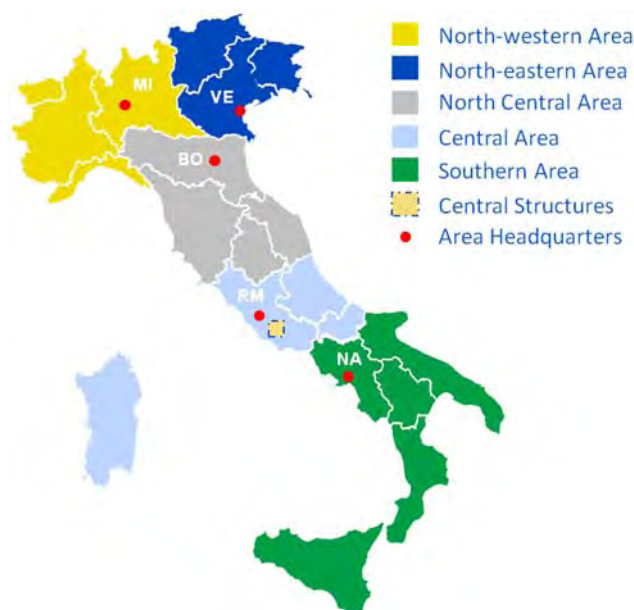 North-western Area
North-eastern Area
North Central Area
Central Area
Southern Area
Central Structures
Area Headquarters
MI
VE
BO
RM
NA